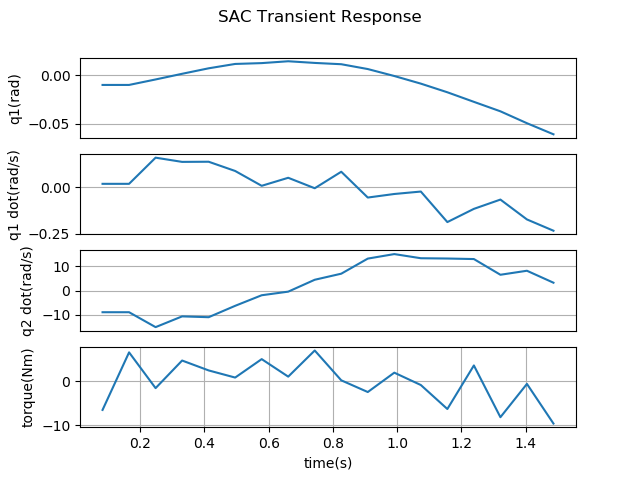 SAC Transient Response
q1(rad)
0.00
−0.05
q1 dot(rad/s)
0.00
−0.25
q2 dot(rad/s)
10
0
−10
torque(Nm)
0
−10
0.2 0.4 0.6 0.8 1.0 1.2 1.4
time(s)